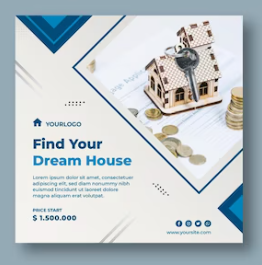 YOURLOGO
Find Your
Dream House
Lorem ipsum dolor sit amet, consectetuer
adipiscing elit, sed diam nonummy nibh
euismod tincidunt ut laoreet dolore
magna aliquam erat volutpat.
PRICE START
$ 1.500.000
www.yoursite.com